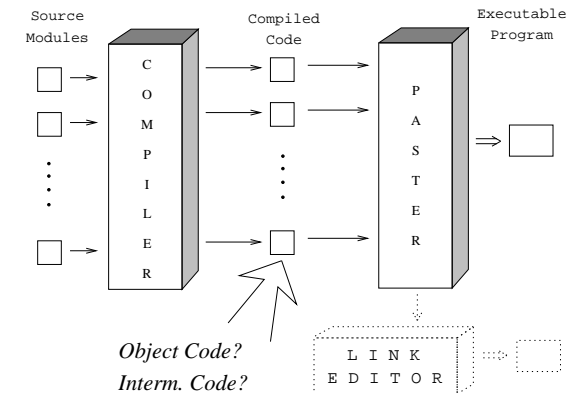 Source
Modules
Compiled
Code
Executable
Program
C
O
M
P
I
L
E
R
P
A
S
T
E
R
Object Code?
Interm. Code?
L I N K
E D I T O R